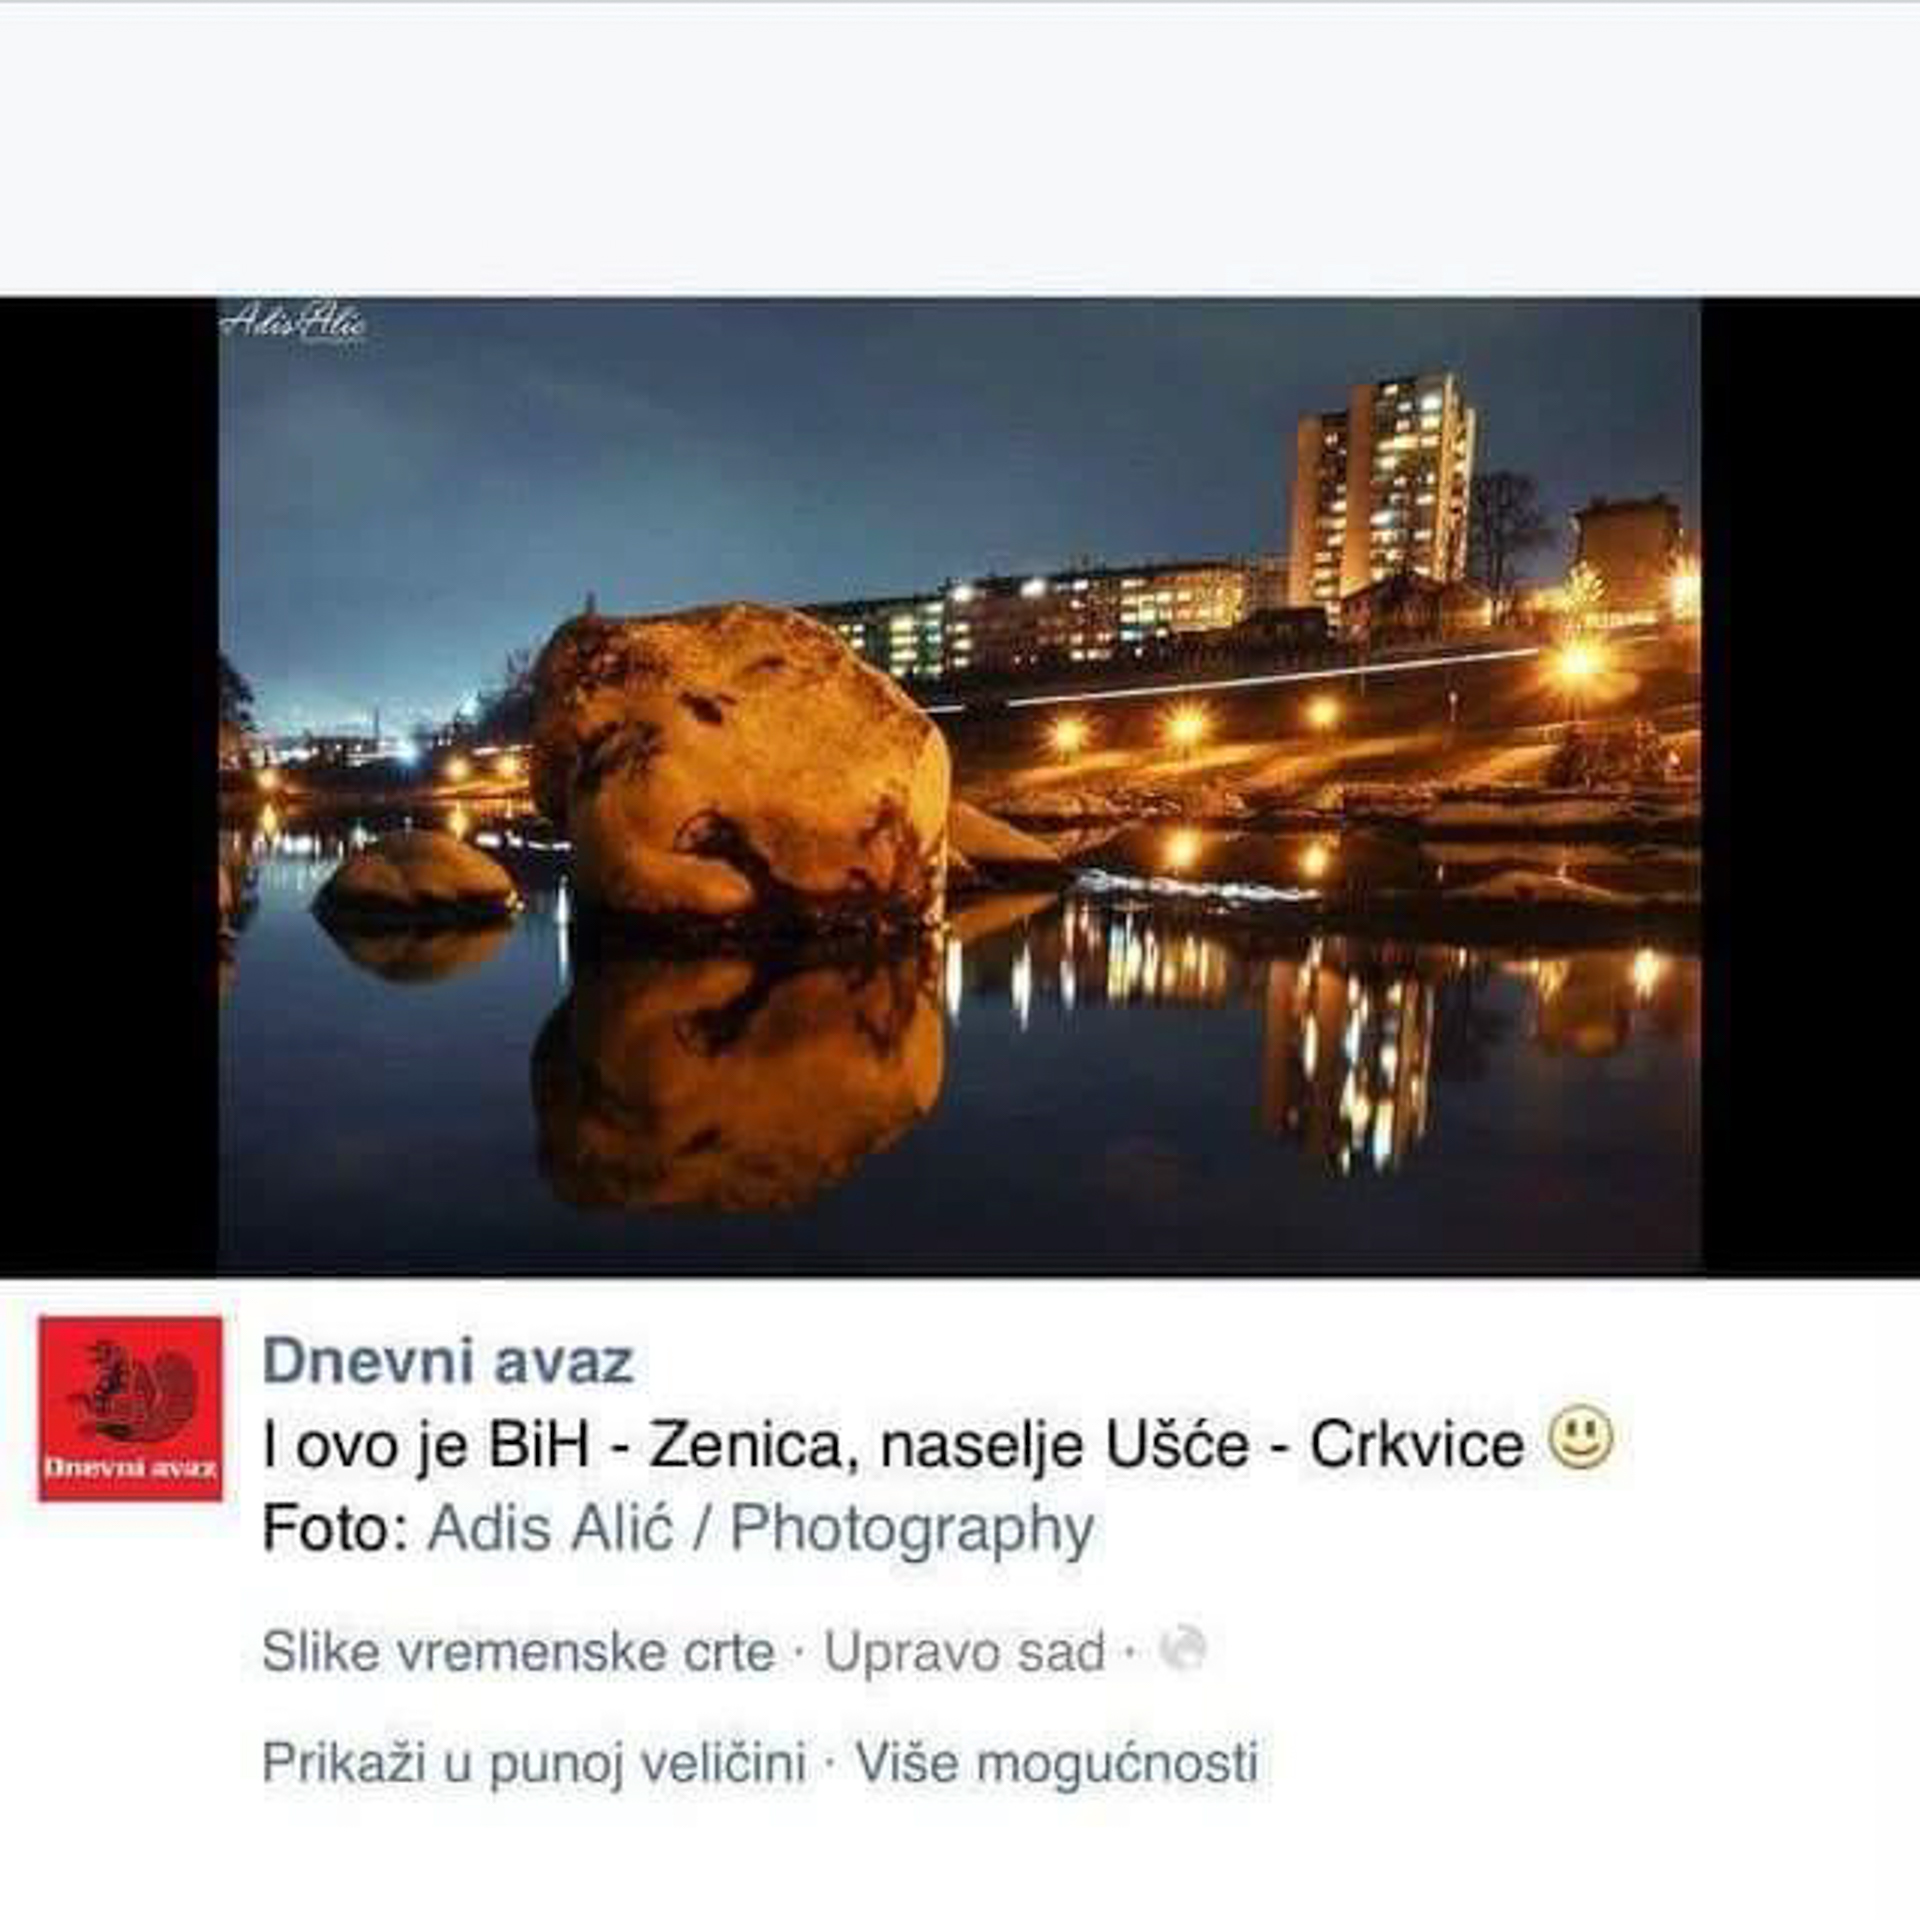 Adis Alic
Dnevni avaz
Dnevni avaz
I ovo je BiH - Zenica, naselje Ušće - Crkvice
Foto: Adis Alić / Photography
Slike vremenske crte · Upravo sad ·
Prikaži u punoj veličini · Više mogućnosti